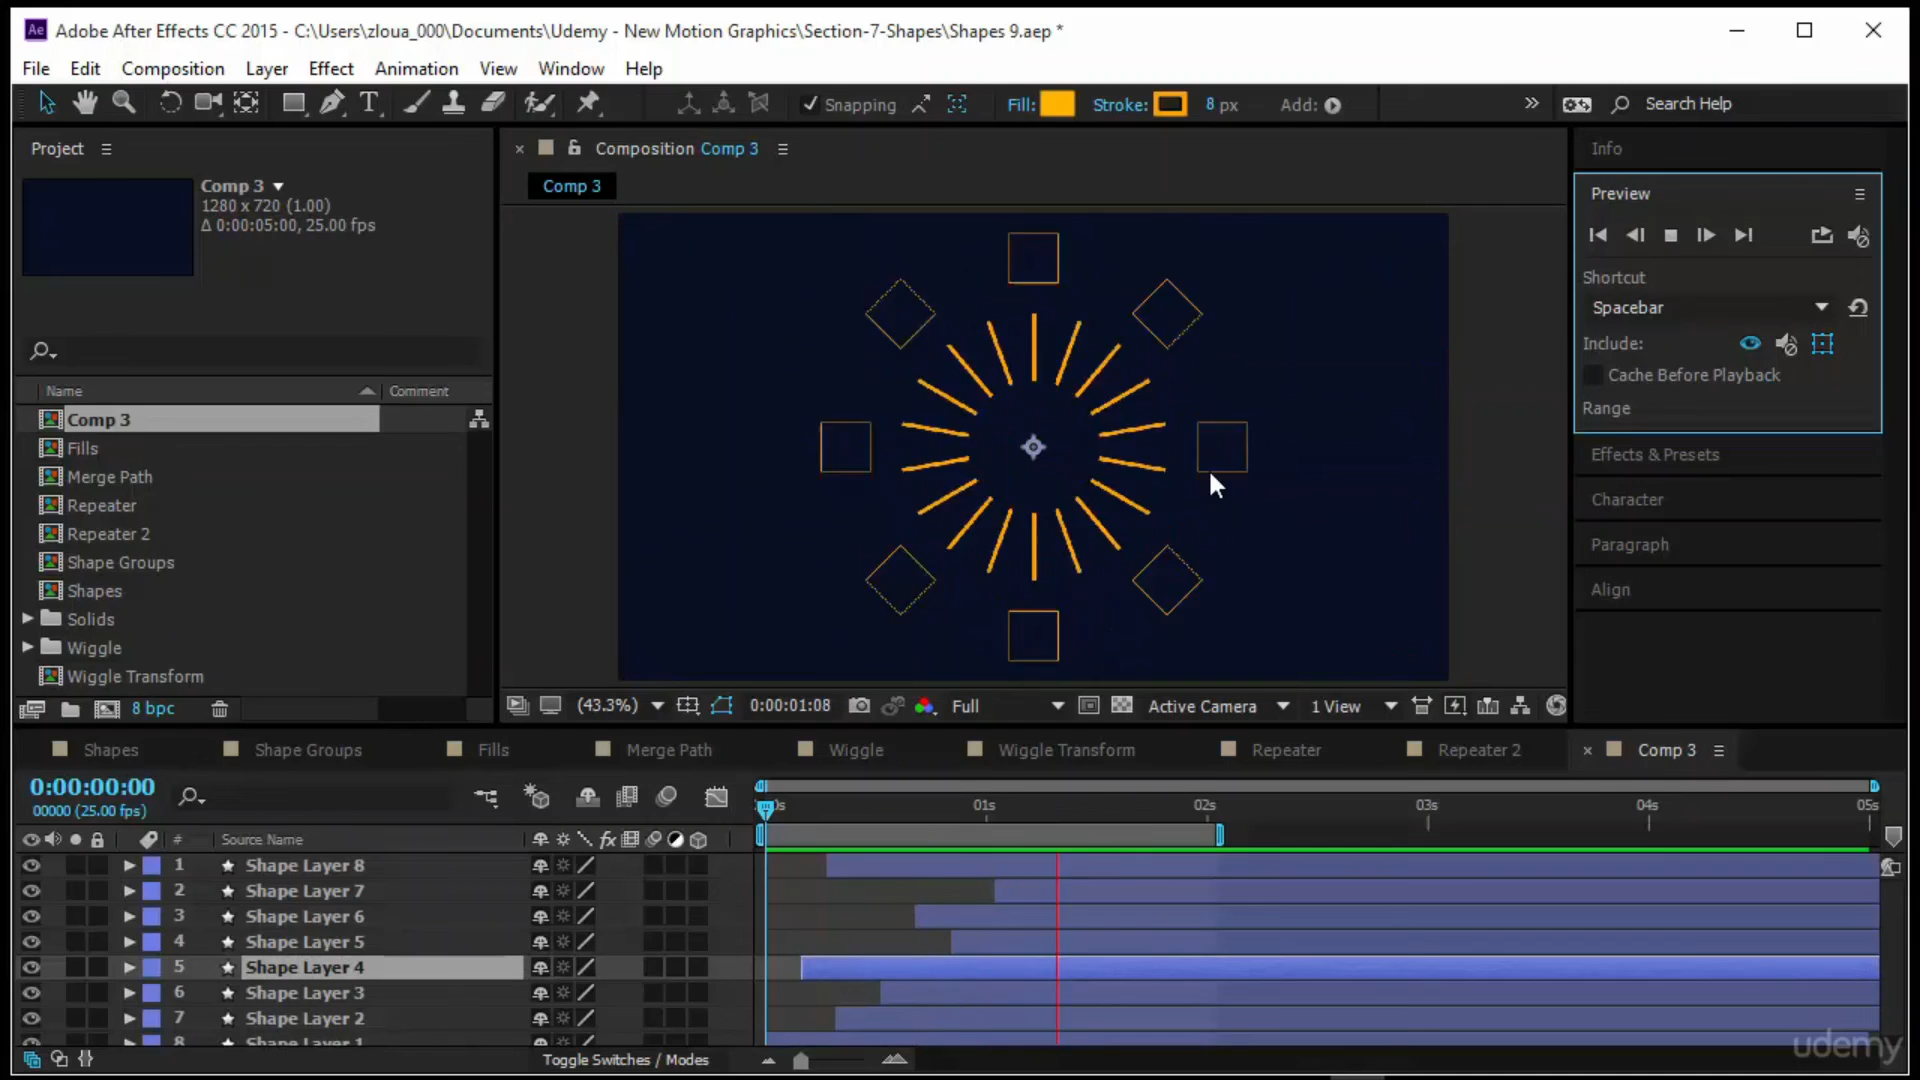 Ae Adobe After Effects CC 2015 - C:\Users\zloua_000\Documents\Udemy - New Motion Graphics\Section-7-Shapes\Shapes 9.aep *
File Edit Composition Layer Effect Animation View Window Help
T Snapping Fill: Stroke: 8 px Add: Search Help
Project
Comp 3
1280 x 720 (1.00)
Δ 0:00:05:00, 25.00 fps
Name Comment
Comp 3
Fills
Merge Path
Repeater
Repeater 2
Shape Groups
Shapes
Solids
Wiggle
Wiggle Transform
8 bpc
Composition Comp 3
Comp 3
(43.3%) 0:00:01:08 Full Active Camera 1 View
Info
Preview
Shortcut
Spacebar
Include:
Cache Before Playback
Range
Effects & Presets
Character
Paragraph
Align
Shapes Shape Groups Fills Merge Path Wiggle Wiggle Transform Repeater Repeater 2 Comp 3
0:00:00:00
00000 (25.00 fps)
01s 02s 03s 04s 05s
# Source Name fx
1 Shape Layer 8
2 Shape Layer 7
3 Shape Layer 6
4 Shape Layer 5
5 Shape Layer 4
6 Shape Layer 3
7 Shape Layer 2
8 Shape Layer 1
Toggle Switches / Modes
udemy